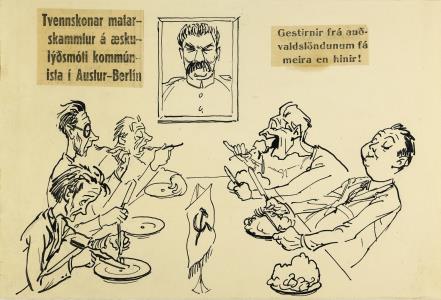 Tvennskonar matar-
skammtur á æsku-
lýðsmóti kommún-
ista í Austur-Berlín
Gestirnir frá auð-
valdslöndunum fá
meira en hinir!